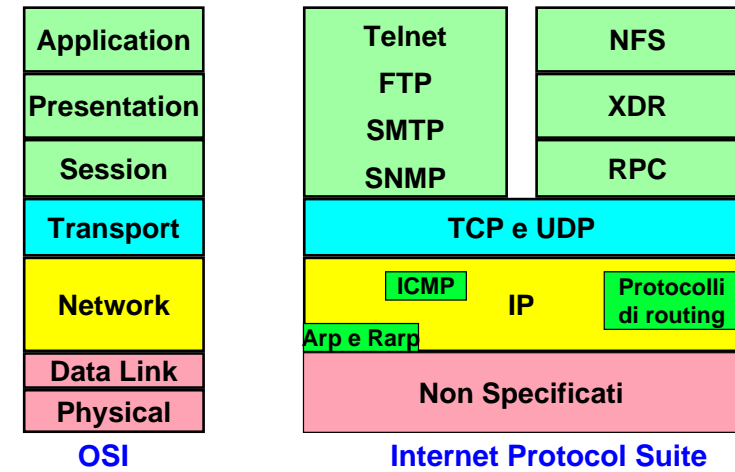 Application
Presentation
Session
Transport
Network
Data Link
Physical
OSI
Telnet
FTP
SMTP
SNMP
NFS
XDR
RPC
TCP e UDP
ICMP
IP
Protocolli
di routing
Arp e Rarp
Non Specificati
Internet Protocol Suite